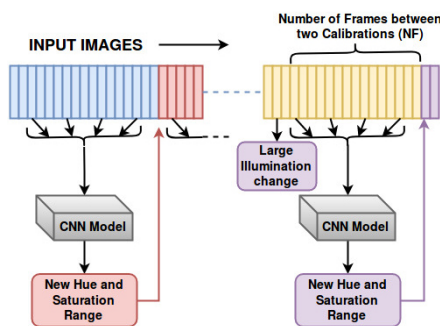 INPUT IMAGES
Number of Frames between
two Calibrations (NF)
Large
Illumination
change
CNN Model
CNN Model
New Hue and
Saturation
Range
New Hue and
Saturation
Range